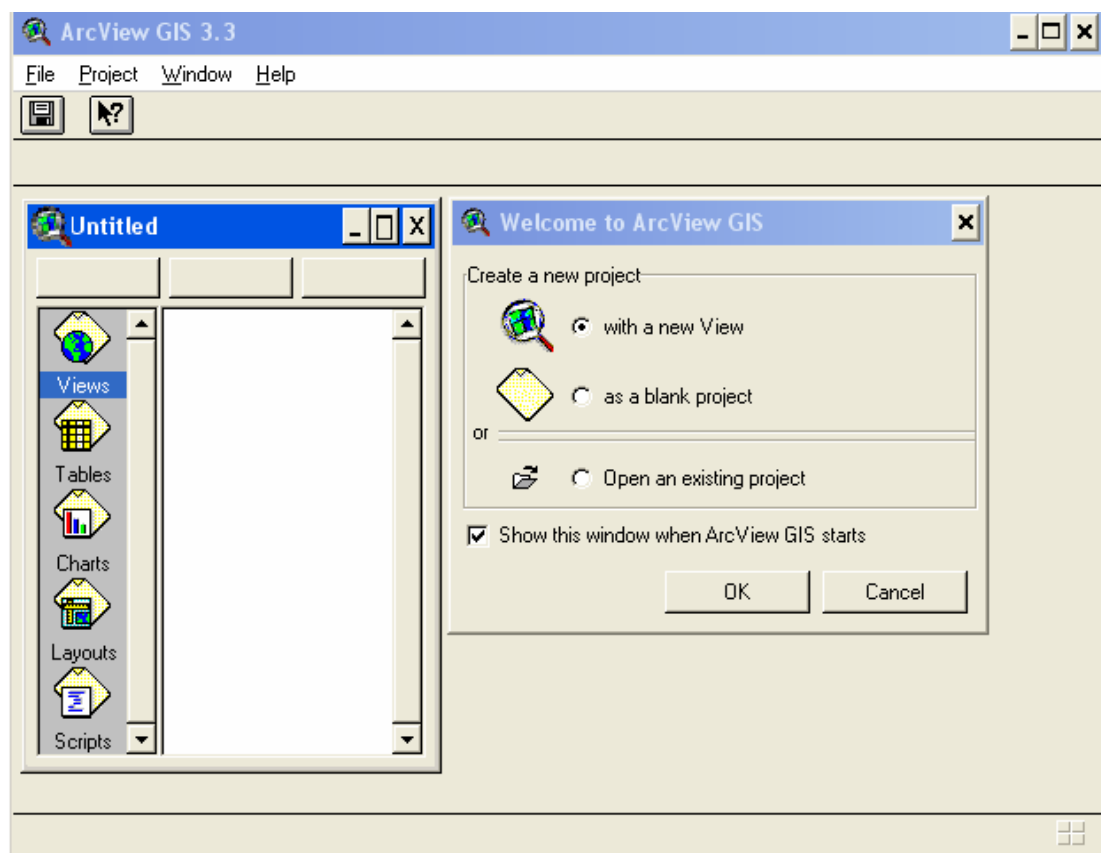 ArcView GIS 3.3
File Project Window Help
Untitled
Views
Tables
Charts
Layouts
Scripts
Welcome to ArcView GIS
Create a new project
with a new View
as a blank project
or
Open an existing project
Show this window when ArcView GIS starts
OK Cancel